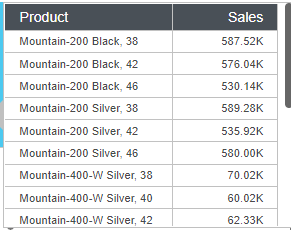 Product Sales
Mountain-200 Black, 38 587.52K
Mountain-200 Black, 42 576.04K
Mountain-200 Black, 46 530.14K
Mountain-200 Silver, 38 589.28K
Mountain-200 Silver, 42 535.92K
Mountain-200 Silver, 46 580.00K
Mountain-400-W Silver, 38 70.02K
Mountain-400-W Silver, 40 60.02K
Mountain-400-W Silver, 42 62.33K